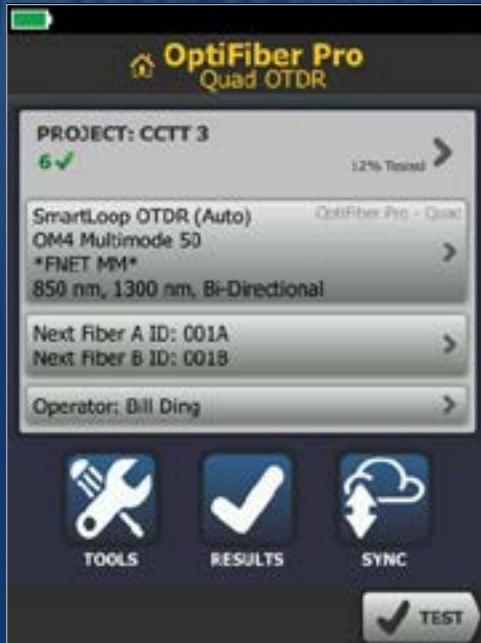 OptiFiber Pro
Quad OTDR
PROJECT: CCTT 3
6
12% Tested
SmartLoop OTDR (Auto)
OptiFiber Pro - Quad
OM4 Multimode 50
*FNET MM*
850 nm, 1300 nm, Bi-Directional
Next Fiber A ID: 001A
Next Fiber B ID: 001B
Operator: Bill Ding
TOOLS
RESULTS
SYNC
TEST